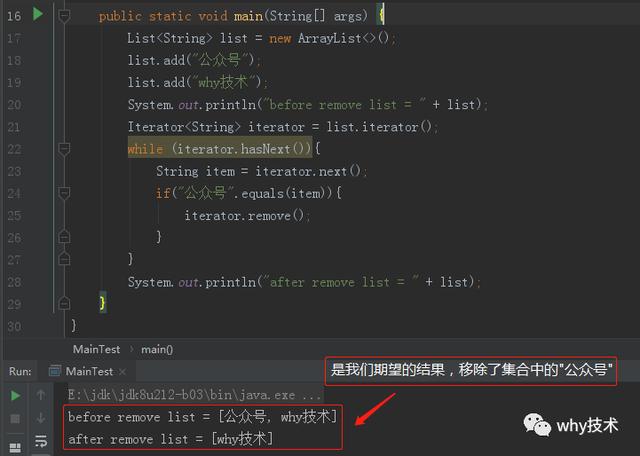 16 public static void main(String[] args) {
17 List<String> list = new ArrayList<>();
18 list.add("公众号");
19 list.add("why技术");
20 System.out.println("before remove list = " + list);
21 Iterator<String> iterator = list.iterator();
22 while (iterator.hasNext()){
23 String item = iterator.next();
24 if("公众号".equals(item)){
25 iterator.remove();
26 }
27 }
28 System.out.println("after remove list = " + list);
29 }
30 }
MainTest › main()
Run: MainTest ×
是我们期望的结果，移除了集合中的"公众号"
E:\jdk\jdk8u212-b03\bin\java.exe ...
before remove list = [公众号, why技术]
after remove list = [why技术]
why技术